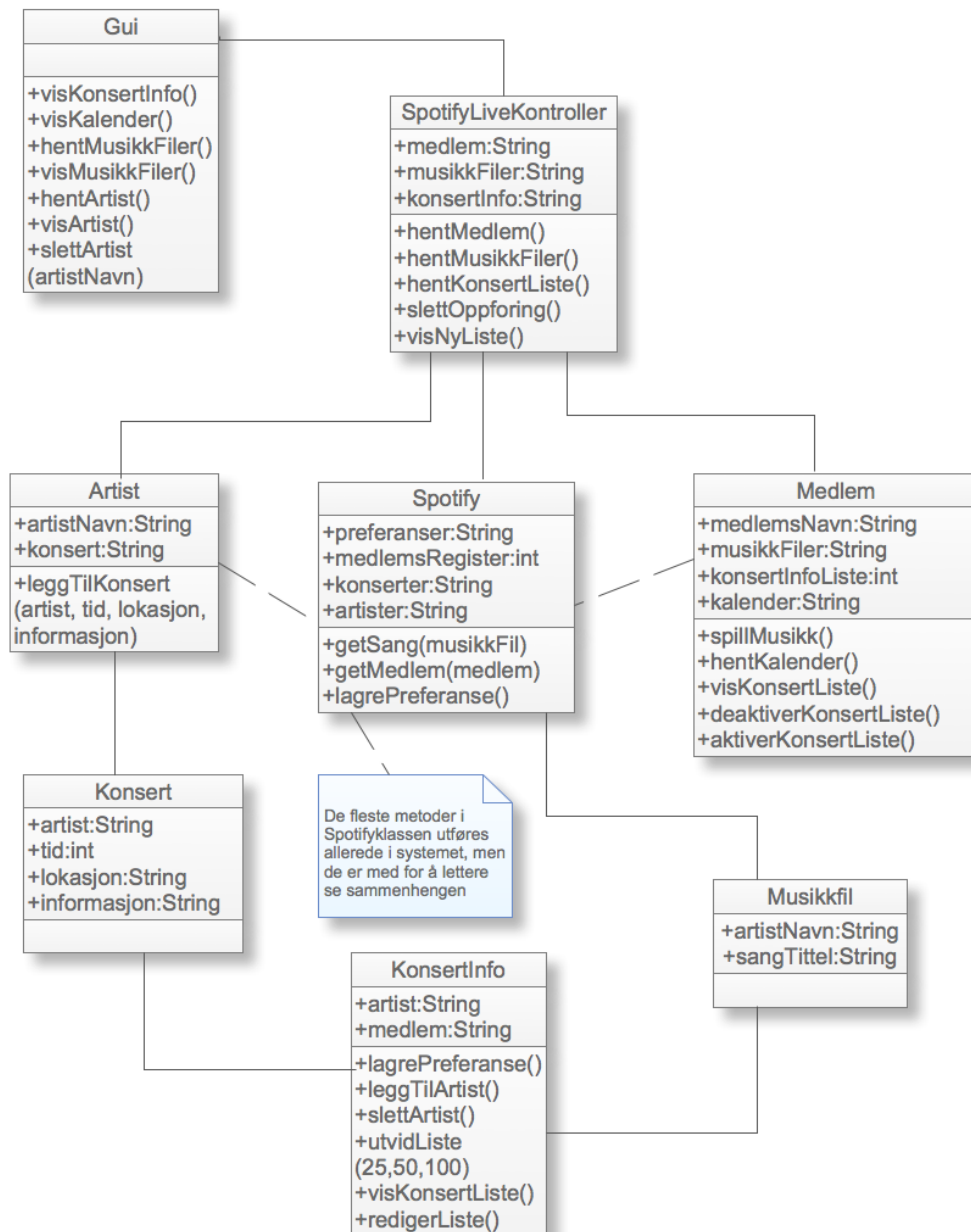 Gui
+visKonsertInfo()
+visKalender()
+hentMusikkFiler()
+visMusikkFiler()
+hentArtist()
+visArtist()
+slettArtist
(artistNavn)
SpotifyLiveKontroller
+medlem:String
+musikkFiler:String
+konsertInfo:String
+hentMedlem()
+hentMusikkFiler()
+hentKonsertListe()
+slettOppforing()
+visNyListe()
Artist
+artistNavn:String
+konsert:String
+leggTilKonsert
(artist, tid, lokasjon,
informasjon)
Spotify
+preferanser:String
+medlemsRegister:int
+konserter:String
+artister:String
+getSang(musikkFil)
+getMedlem(medlem)
+lagrePreferanse()
Medlem
+medlemsNavn:String
+musikkFiler:String
+konsertInfoListe:int
+kalender:String
+spillMusikk()
+hentKalender()
+visKonsertListe()
+deaktiverKonsertListe()
+aktiverKonsertListe()
Konsert
+artist:String
+tid:int
+lokasjon:String
+informasjon:String
De fleste metoder i
Spotifyklassen utføres
allerede i systemet, men
de er med for å lettere
se sammenhengen
Musikkfil
+artistNavn:String
+sangTittel:String
KonsertInfo
+artist:String
+medlem:String
+lagrePreferanse()
+leggTilArtist()
+slettArtist()
+utvidListe
(25,50,100)
+visKonsertListe()
+redigerListe()